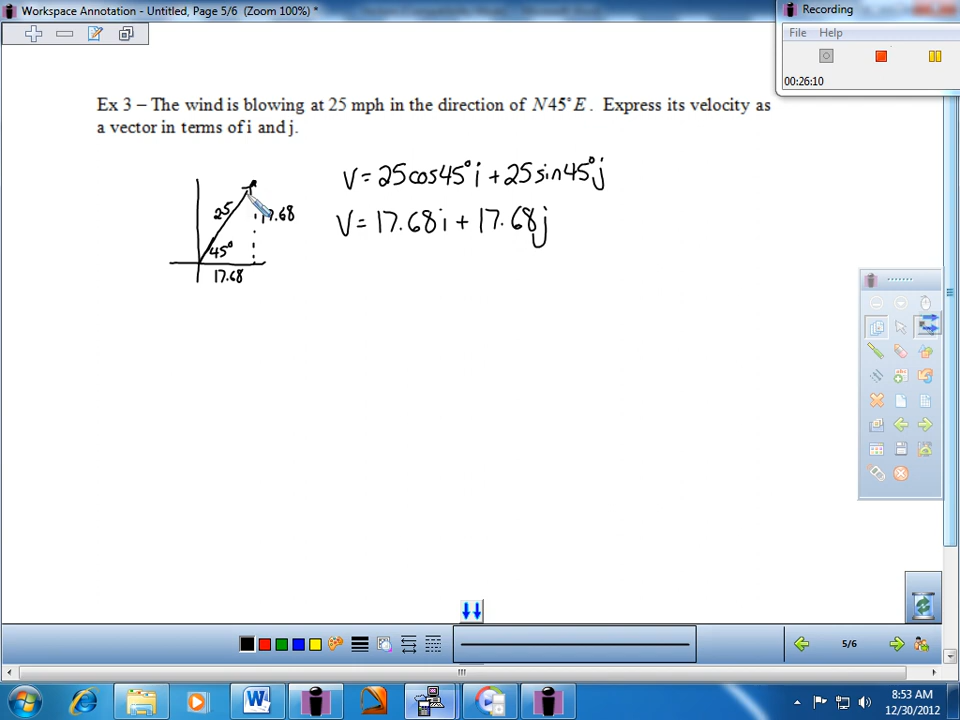 Workspace Annotation - Untitled, Page 5/6 (Zoom 100%) *
Recording
File Help
00:26:10
Ex 3 – The wind is blowing at 25 mph in the direction of N45°E. Express its velocity as
a vector in terms of i and j.
V = 25cos45°i + 25sin45°j
V = 17.68i + 17.68j
25
17.68
45°
17.68
5/6
8:53 AM
12/30/2012